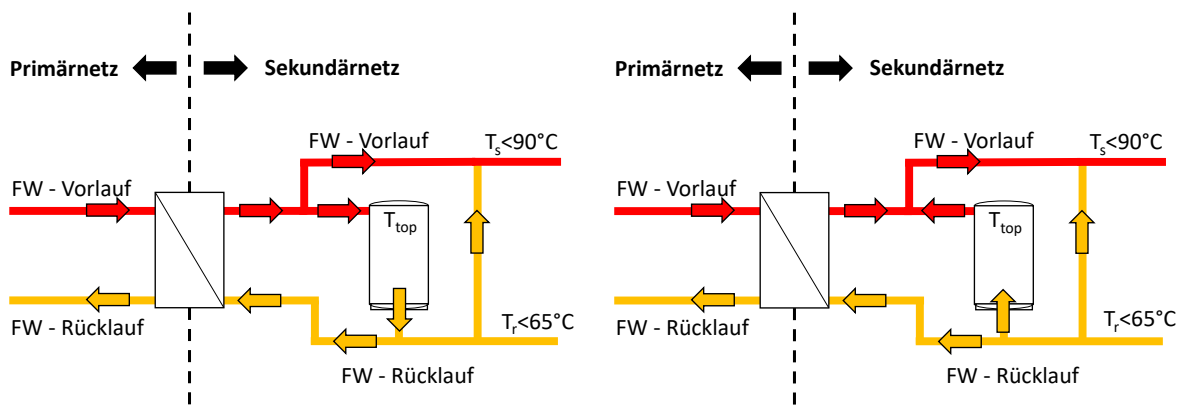 Primärnetz
Sekundärnetz
FW - Vorlauf
Ts<90°C
FW - Vorlauf
Ttop
FW - Rücklauf
Tr<65°C
FW - Rücklauf
Primärnetz
Sekundärnetz
FW - Vorlauf
Ts<90°C
FW - Vorlauf
Ttop
FW - Rücklauf
Tr<65°C
FW - Rücklauf